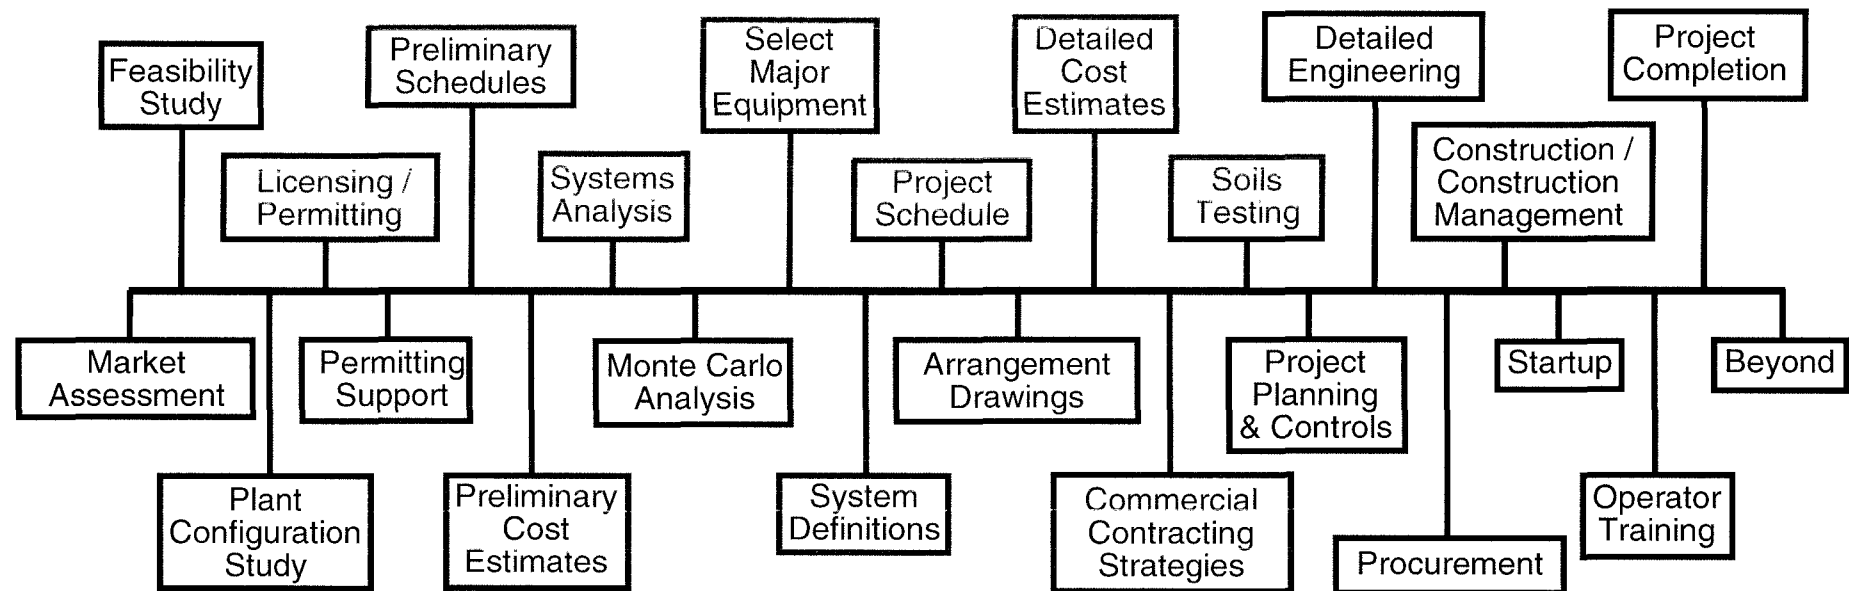 Feasibility
Study
Preliminary
Schedules
Select
Major
Equipment
Detailed
Cost
Estimates
Detailed
Engineering
Project
Completion
Licensing /
Permitting
Systems
Analysis
Project
Schedule
Soils
Testing
Construction /
Construction
Management
Market
Assessment
Permitting
Support
Monte Carlo
Analysis
Arrangement
Drawings
Project
Planning
& Controls
Startup
Beyond
Plant
Configuration
Study
Preliminary
Cost
Estimates
System
Definitions
Commercial
Contracting
Strategies
Procurement
Operator
Training